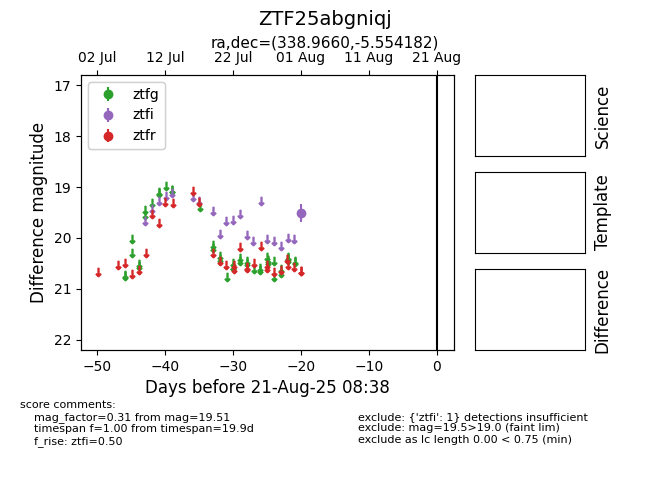 ZTF25abgniqj
ra,dec=(338.9660,-5.554182)
02 Jul 12 Jul 22 Jul 01 Aug 11 Aug 21 Aug
ztfg
ztfi
ztfr
17
18
19
20
21
22
Difference magnitude
−50 −40 −30 −20 −10 0
Days before 21-Aug-25 08:38
Science
Template
Difference
score comments:
mag_factor=0.31 from mag=19.51
timespan f=1.00 from timespan=19.9d
f_rise: ztfi=0.50
exclude: {'ztfi': 1} detections insufficient
exclude: mag=19.5>19.0 (faint lim)
exclude as lc length 0.00 < 0.75 (min)